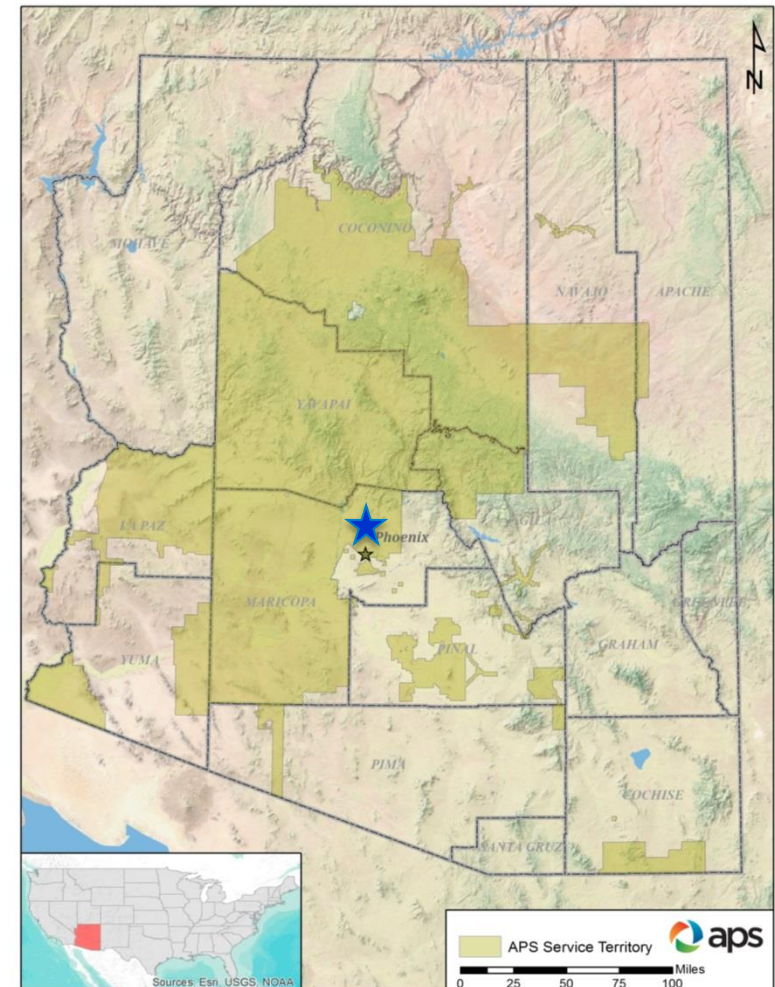 N
COCONINO
MOHAVE
NAVAJO
APACHE
YAVAPAI
LA PAZ
Phoenix
GILA
MARICOPA
GREENLEE
YUMA
PINAL
GRAHAM
PIMA
COCHISE
SANTA CRUZ
APS Service Territory
aps
Miles
0 25 50 75 100
Sources: Esri, USGS, NOAA